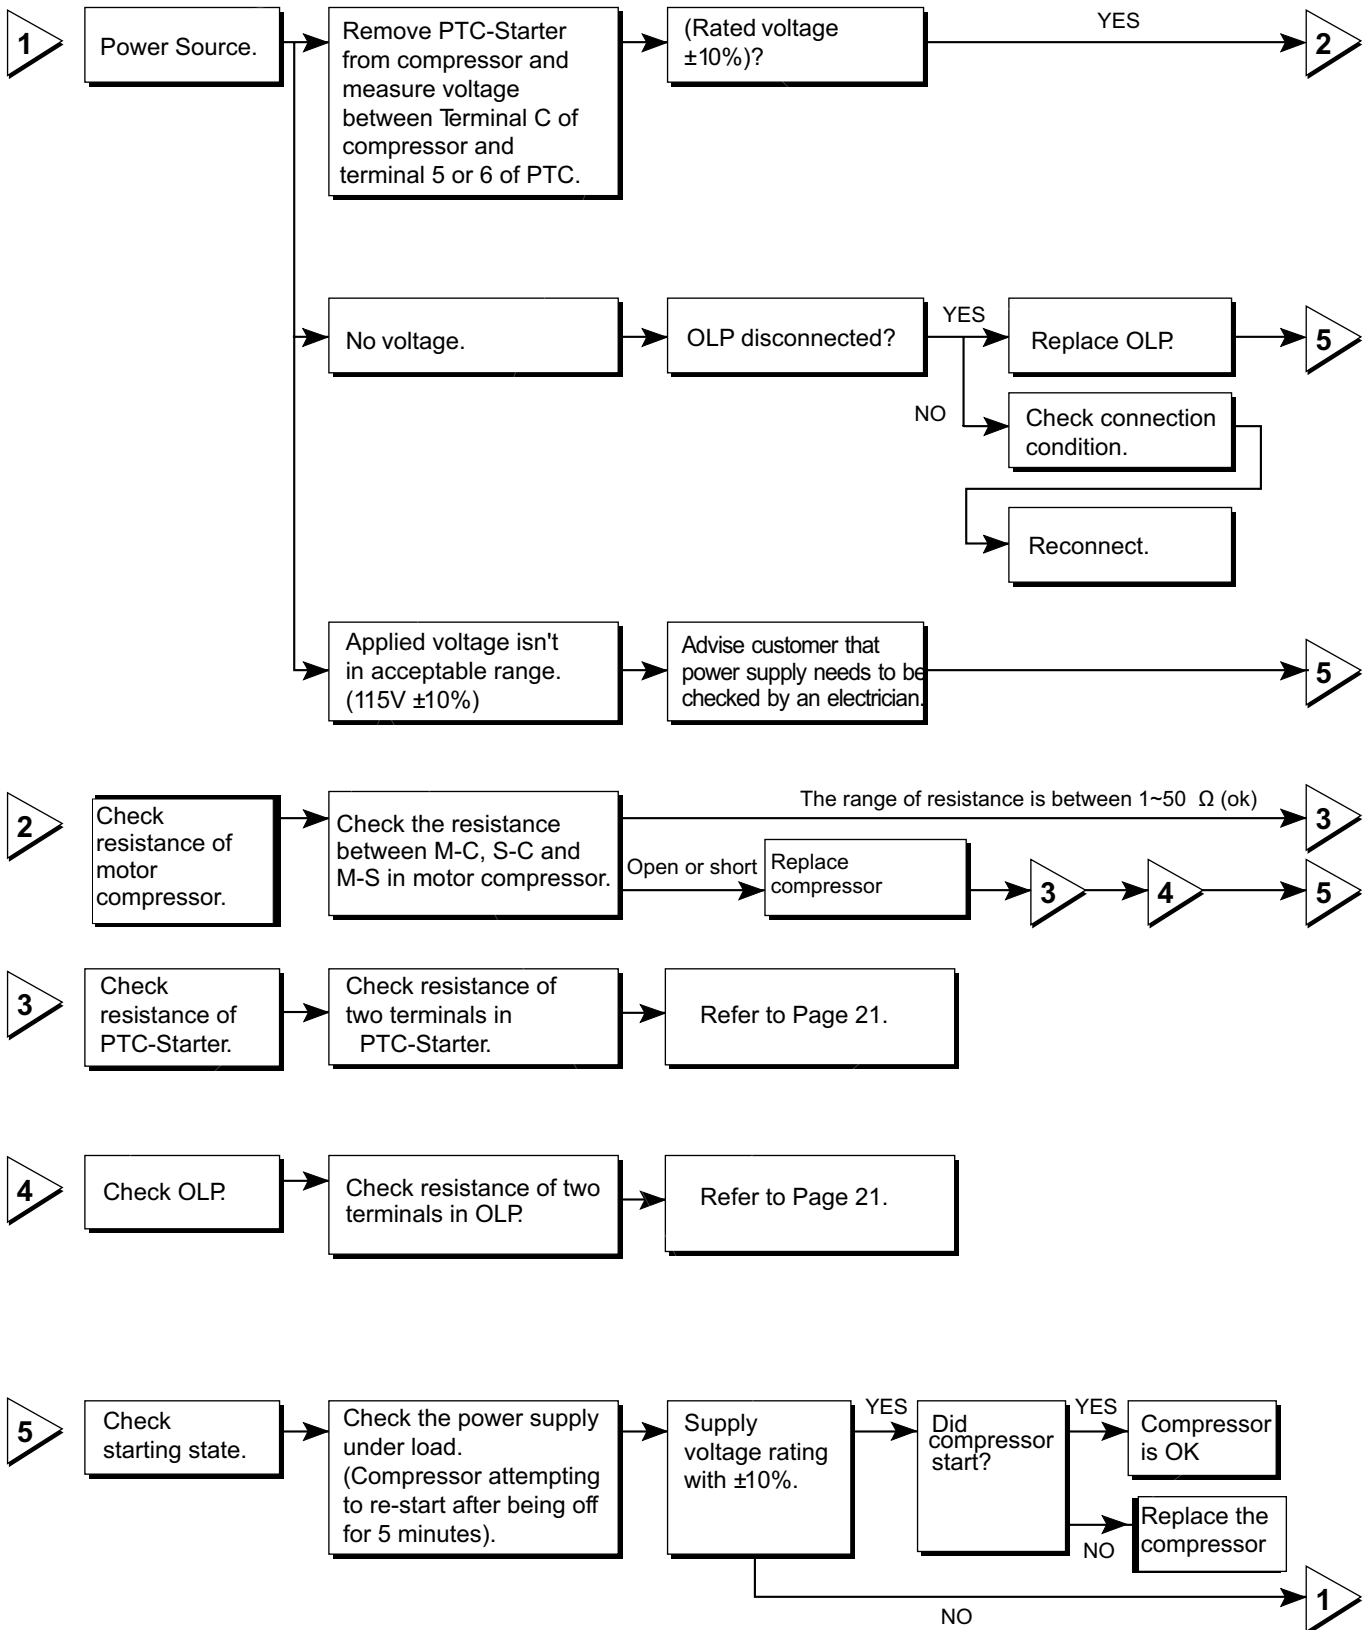 1
Power Source.
Remove PTC-Starter
from compressor and
measure voltage
between Terminal C of
compressor and
terminal 5 or 6 of PTC.
(Rated voltage
±10%)?
YES
2
No voltage.
OLP disconnected?
YES
Replace OLP.
5
NO
Check connection
condition.
Reconnect.
Applied voltage isn't
in acceptable range.
(115V ±10%)
Advise customer that
power supply needs to be
checked by an electrician.
5
2
Check
resistance of
motor
compressor.
Check the resistance
between M-C, S-C and
M-S in motor compressor.
The range of resistance is between 1~50 Ω (ok)
3
Open or short
Replace
compressor
3
4
5
3
Check
resistance of
PTC-Starter.
Check resistance of
two terminals in
PTC-Starter.
Refer to Page 21.
4
Check OLP.
Check resistance of two
terminals in OLP.
Refer to Page 21.
5
Check
starting state.
Check the power supply
under load.
(Compressor attempting
to re-start after being off
for 5 minutes).
Supply
voltage rating
with ±10%.
YES
Did
compressor
start?
YES
Compressor
is OK
NO
Replace the
compressor
NO
1